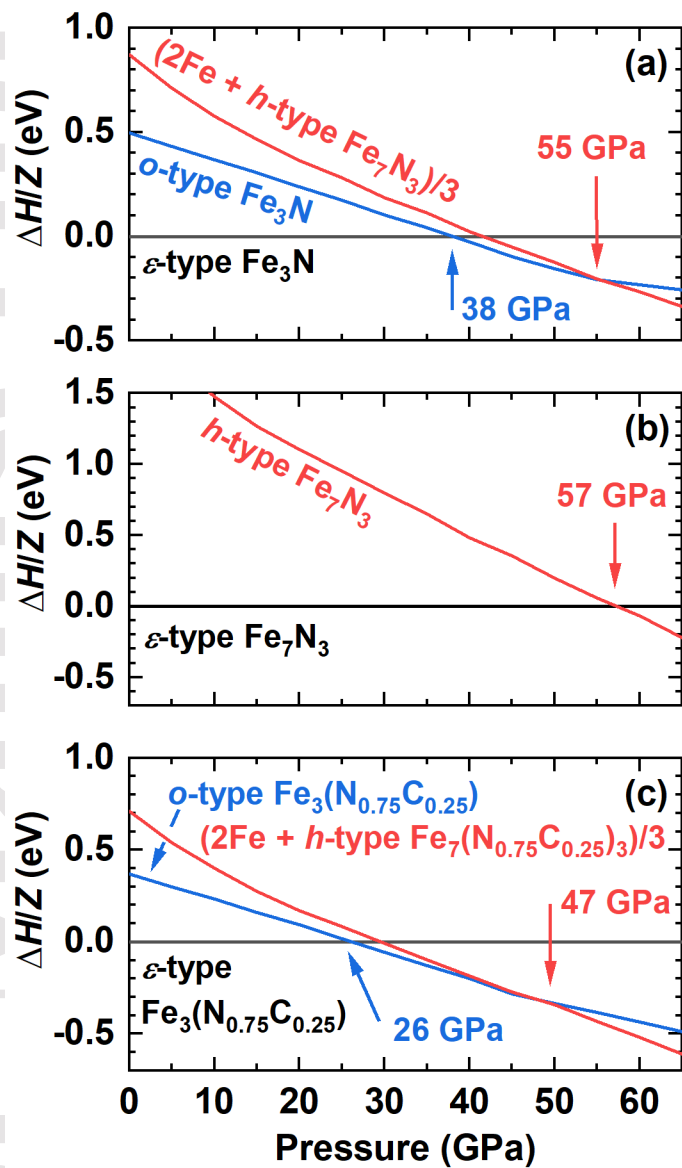 1.0
0.5
0.0
-0.5
ΔH/Z (eV)
(a)
(2Fe + h-type Fe₇N₃)/3
o-type Fe₃N
ε-type Fe₃N
55 GPa
38 GPa
1.5
1.0
0.5
0.0
-0.5
ΔH/Z (eV)
(b)
h-type Fe₇N₃
57 GPa
ε-type Fe₇N₃
1.0
0.5
0.0
-0.5
ΔH/Z (eV)
(c)
o-type Fe₃(N₀.₇₅C₀.₂₅)
(2Fe + h-type Fe₇(N₀.₇₅C₀.₂₅)₃)/3
47 GPa
ε-type
Fe₃(N₀.₇₅C₀.₂₅)
26 GPa
0 10 20 30 40 50 60
Pressure (GPa)